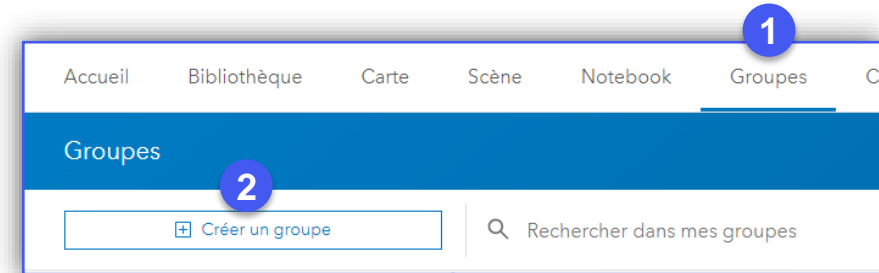 1
Accueil Bibliothèque Carte Scène Notebook Groupes C
Groupes
2
Créer un groupe Rechercher dans mes groupes